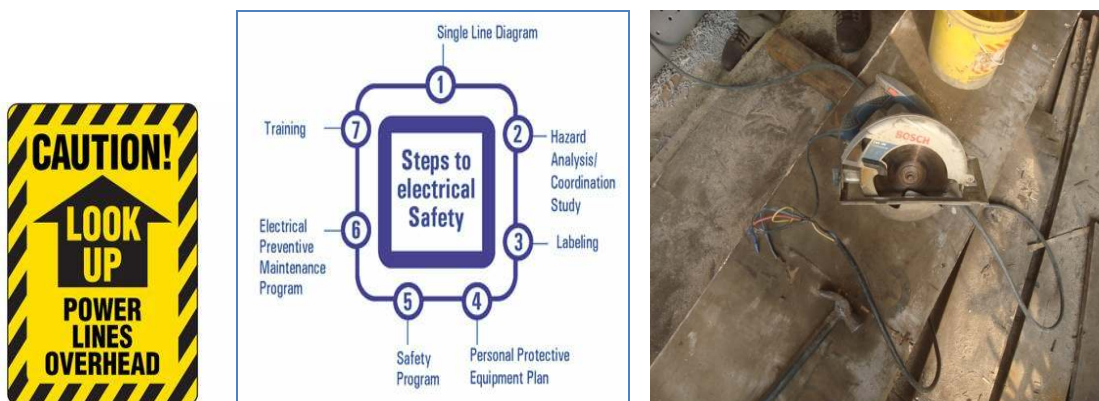 CAUTION!
LOOK
UP
POWER
LINES
OVERHEAD
Steps to
electrical
Safety
1
Single Line Diagram
2
Hazard
Analysis/
Coordination
Study
3
Labeling
4
Personal Protective
Equipment Plan
5
Safety
Program
6
Electrical
Preventive
Maintenance
Program
7
Training
BOSCH